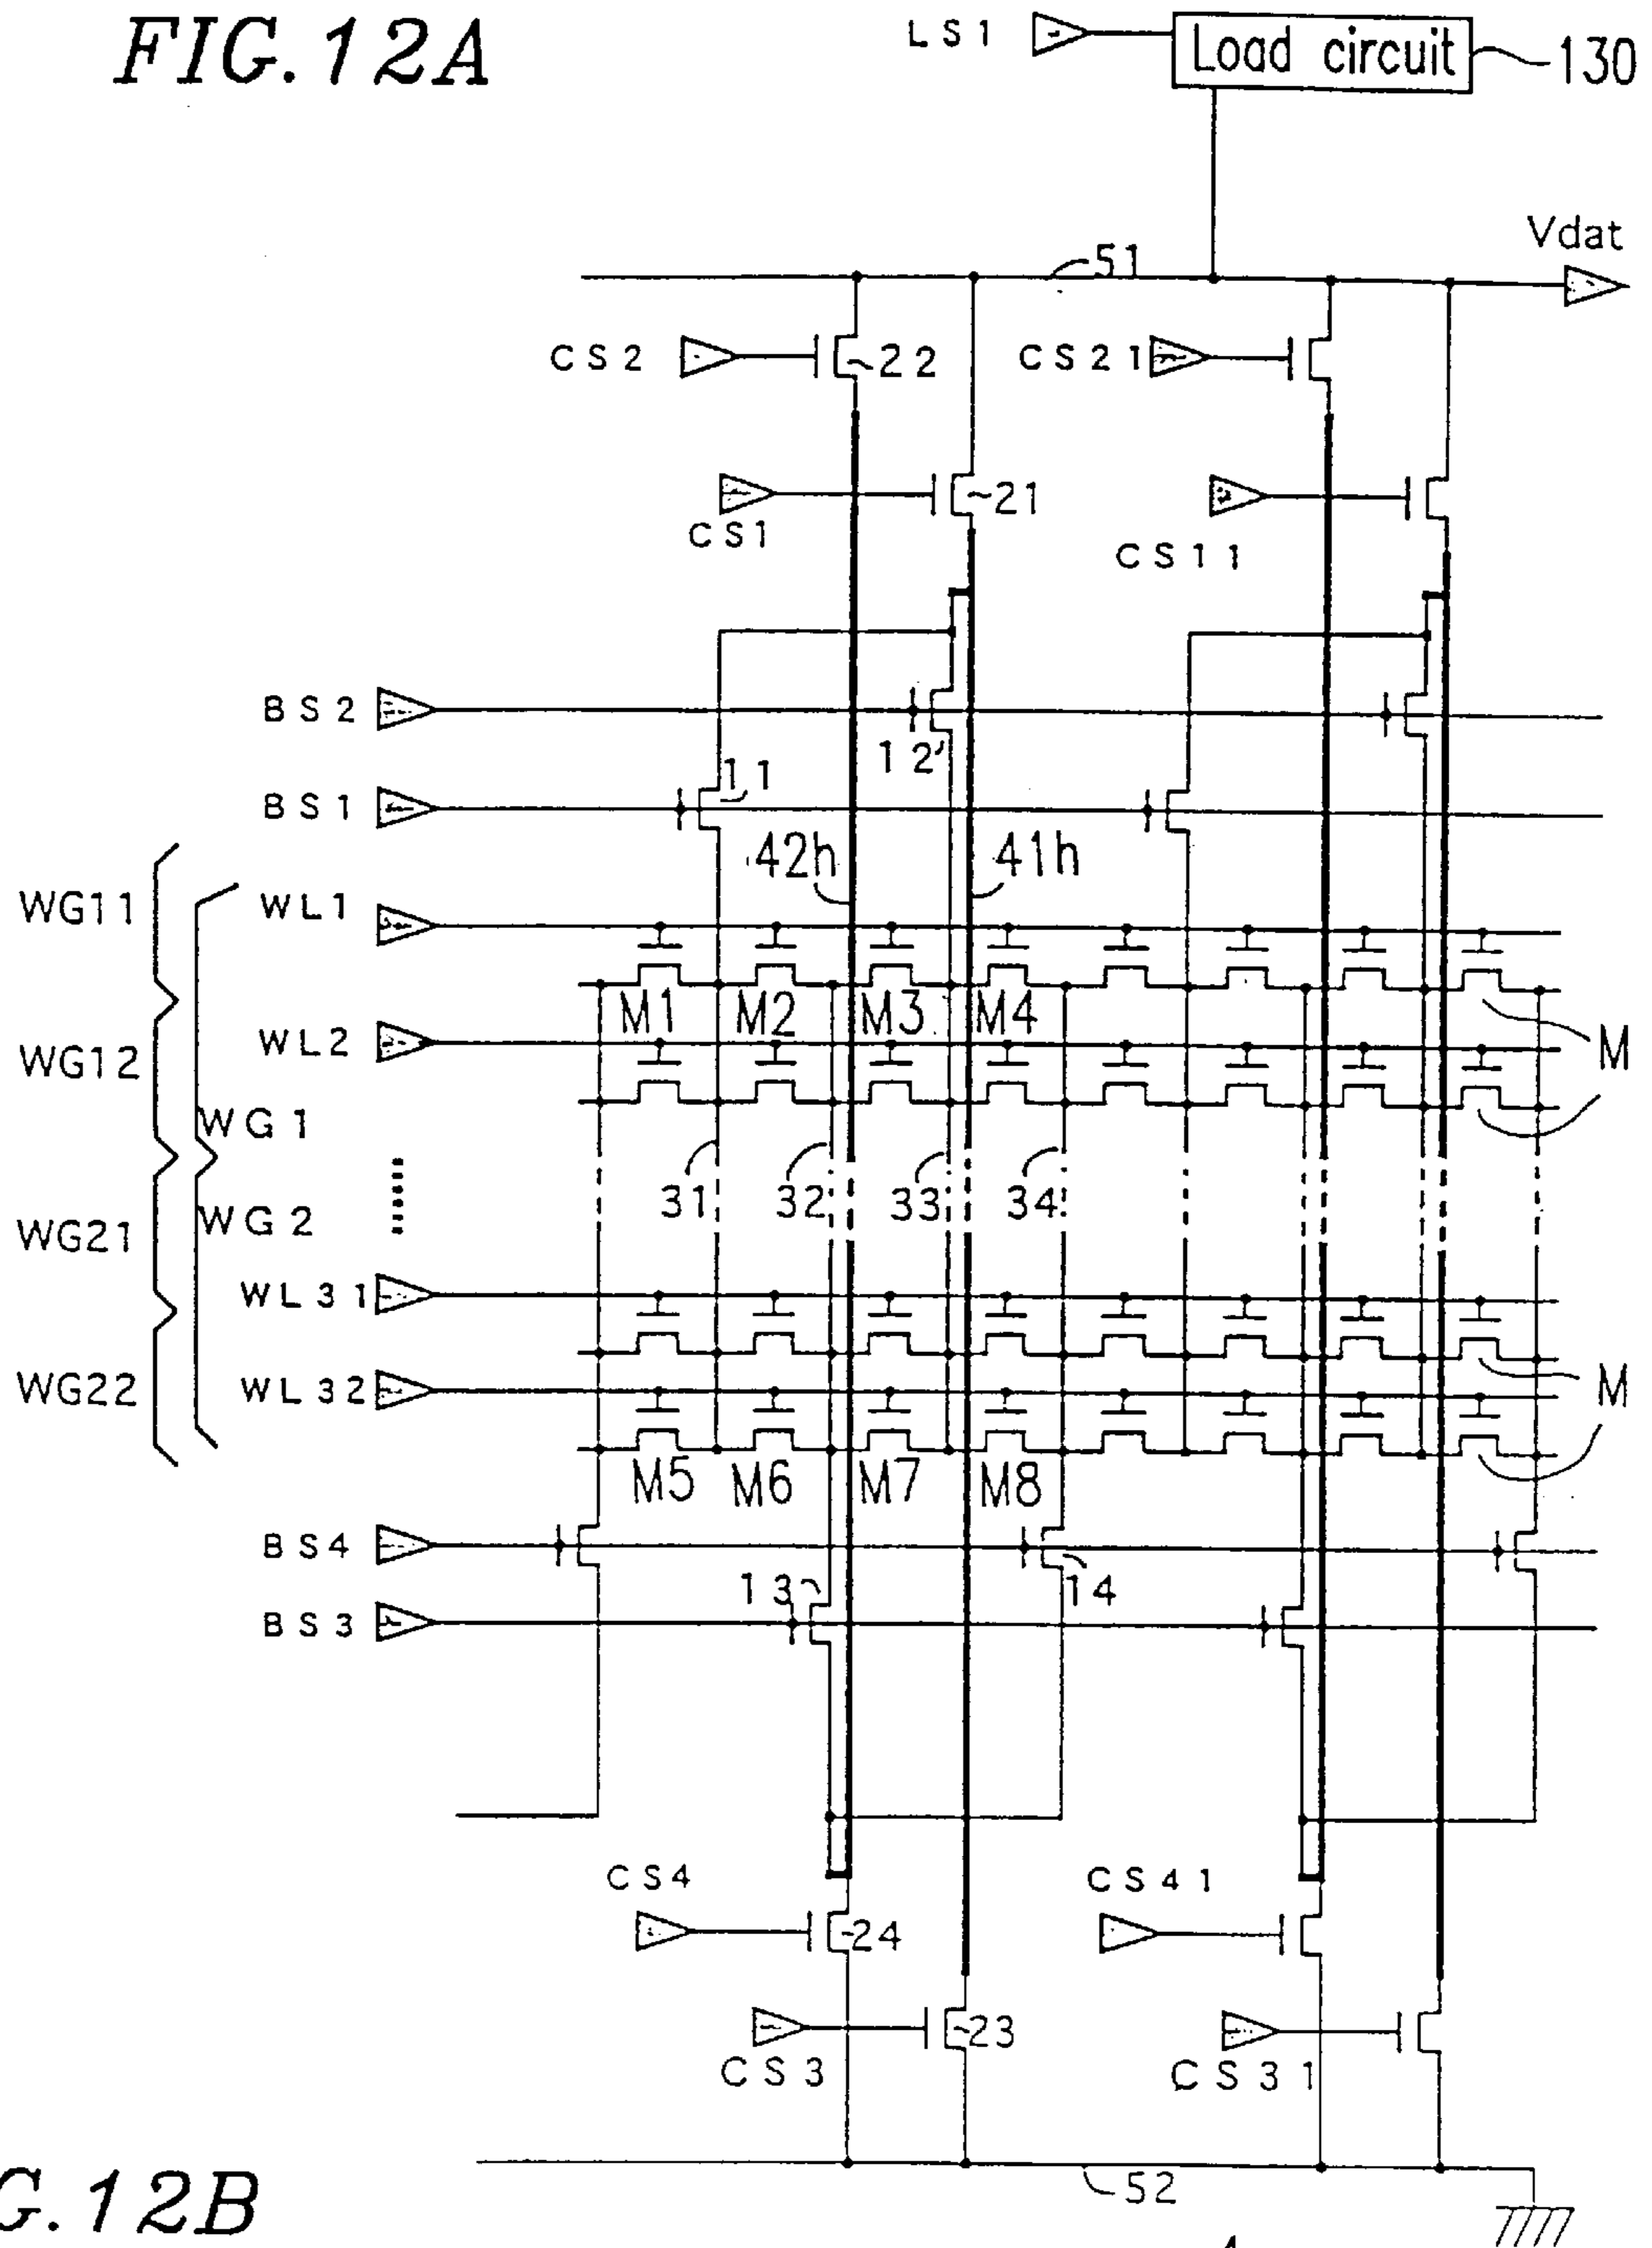 FIG. 12A
LS1
Load circuit
130
Vdat
51
CS2
22
CS21
CS1
21
CS11
BS2
12'
BS1
11
42h
41h
WG11
WL1
M1
M2
M3
M4
M
WL2
WG12
WG1
31
32
33
34
WG2
WG21
WL31
WG22
WL32
M
M5
M6
M7
M8
BS4
13
14
BS3
CS4
CS41
24
23
CS3
CS31
52
G. 12B